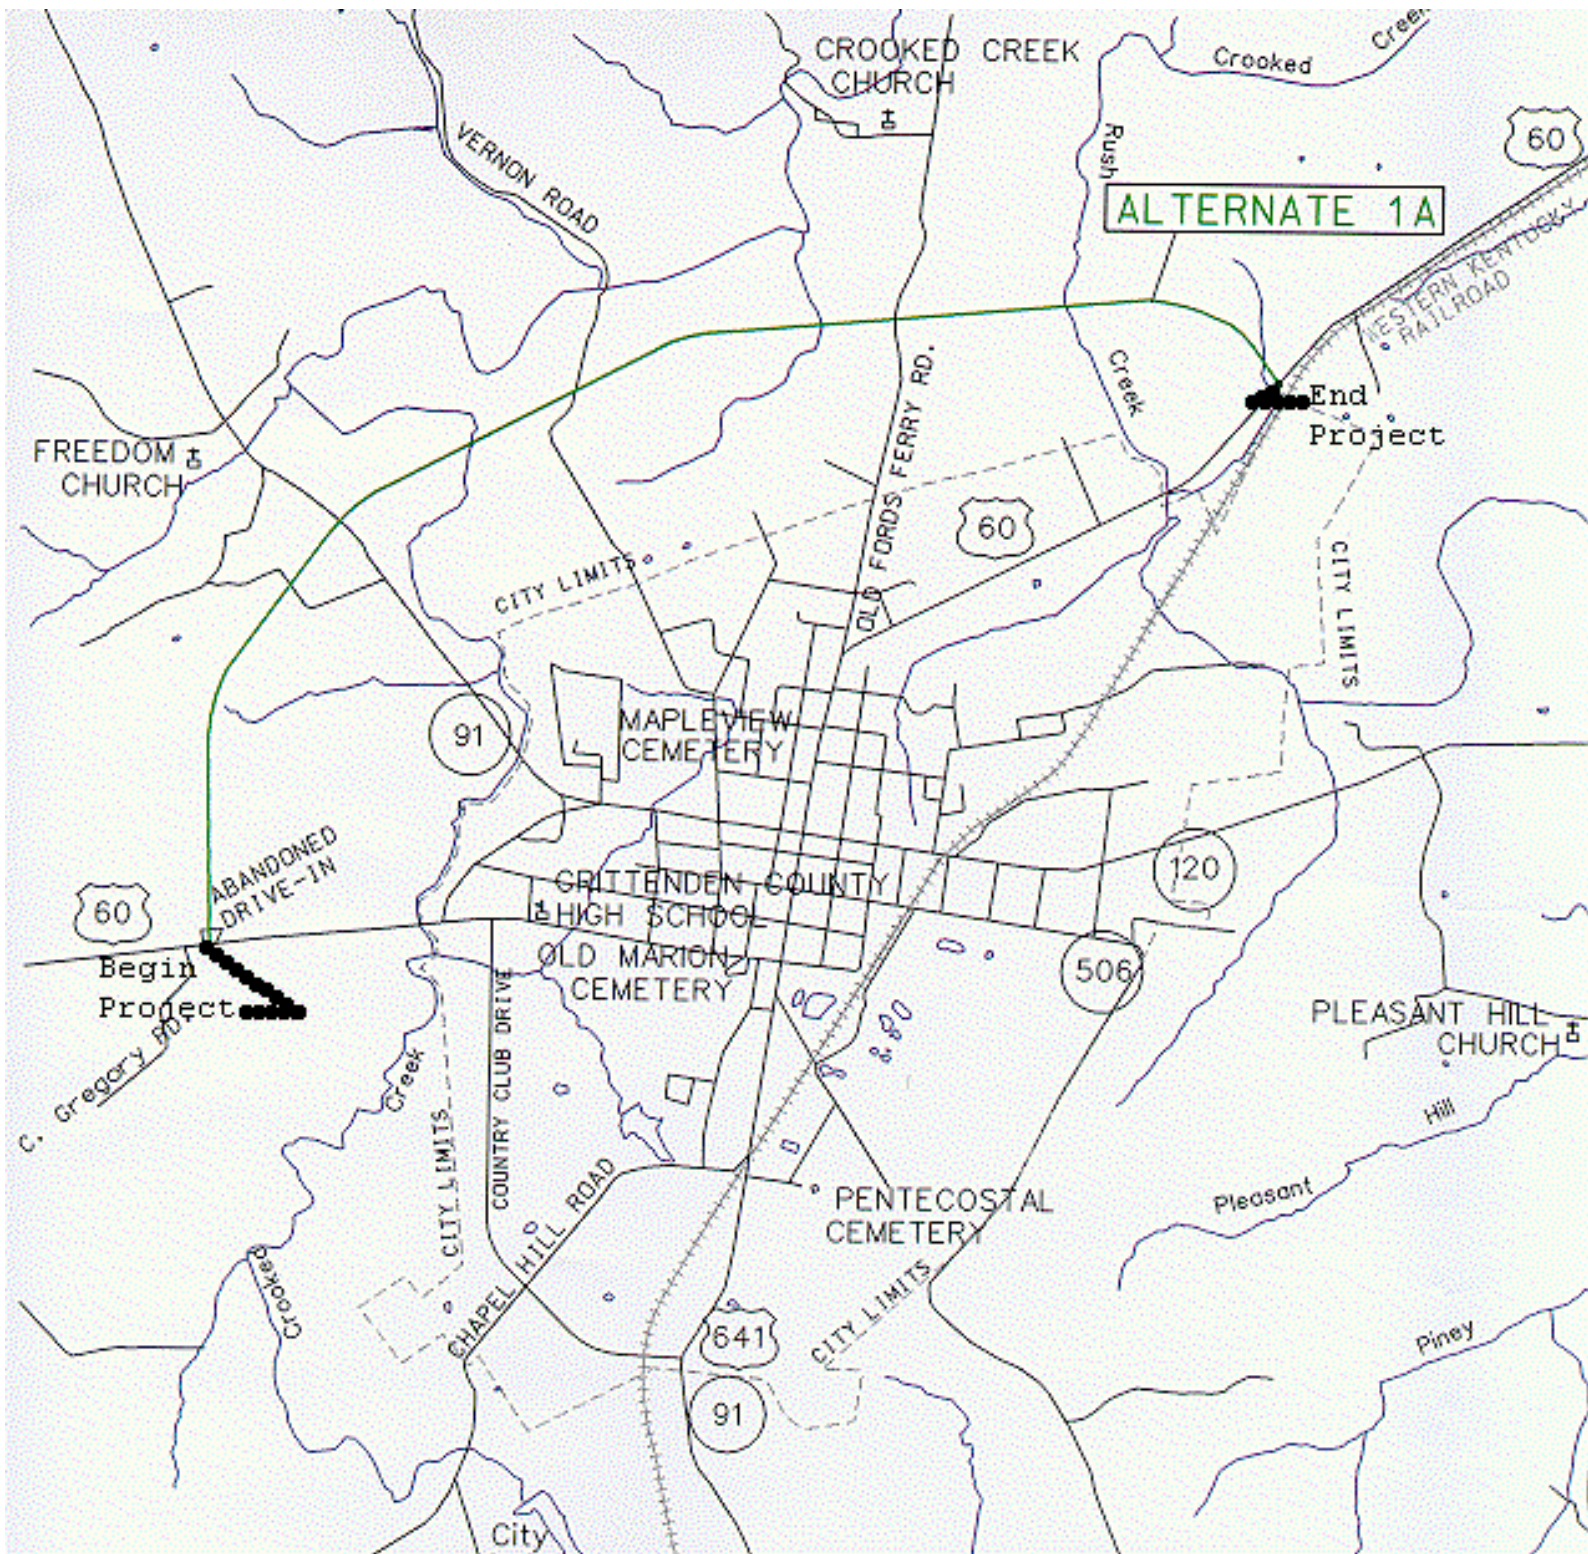 CROOKED CREEK
CHURCH
Crooked
Creek
60
VERNON ROAD
Rush
Creek
ALTERNATE 1A
WESTERN KENTUCKY
RAILROAD
End
Project
OLD FORDS FERRY RD.
FREEDOM
CHURCH
60
CITY LIMITS
CITY LIMITS
91
MAPLEVIEW
CEMETERY
ABANDONED
DRIVE-IN
60
120
CRITTENDEN COUNTY
HIGH SCHOOL
OLD MARION
CEMETERY
506
Begin
Project
C. Gregory RD.
COUNTRY CLUB DRIVE
PLEASANT HILL
CHURCH
Creek
Crooked
CITY LIMITS
CHAPEL HILL ROAD
Hill
Pleasant
PENTECOSTAL
CEMETERY
CITY LIMITS
641
Piney
91
City